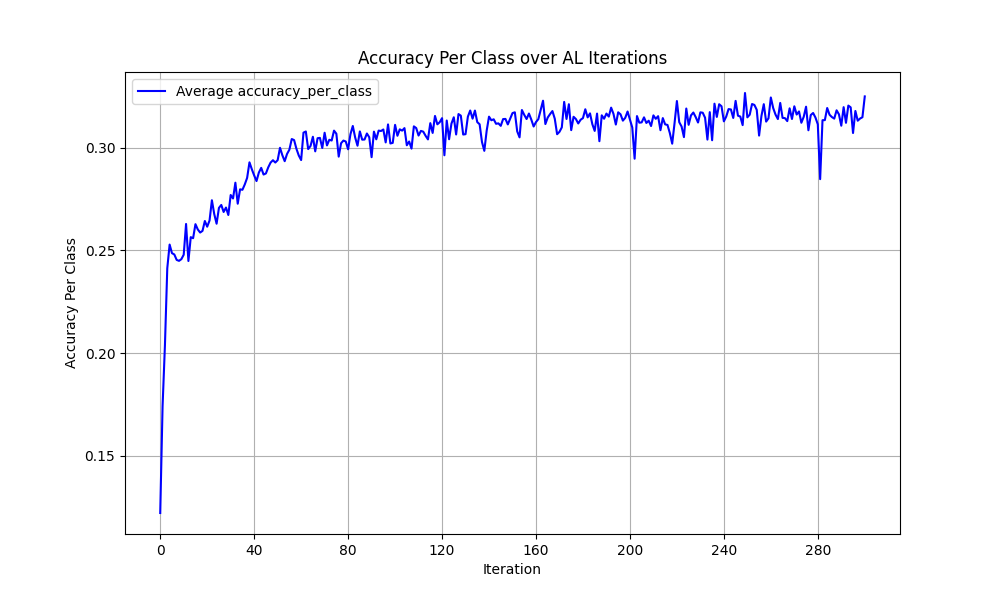 Accuracy Per Class over AL Iterations
Average accuracy_per_class
Accuracy Per Class
0.30
0.25
0.20
0.15
0 40 80 120 160 200 240 280
Iteration